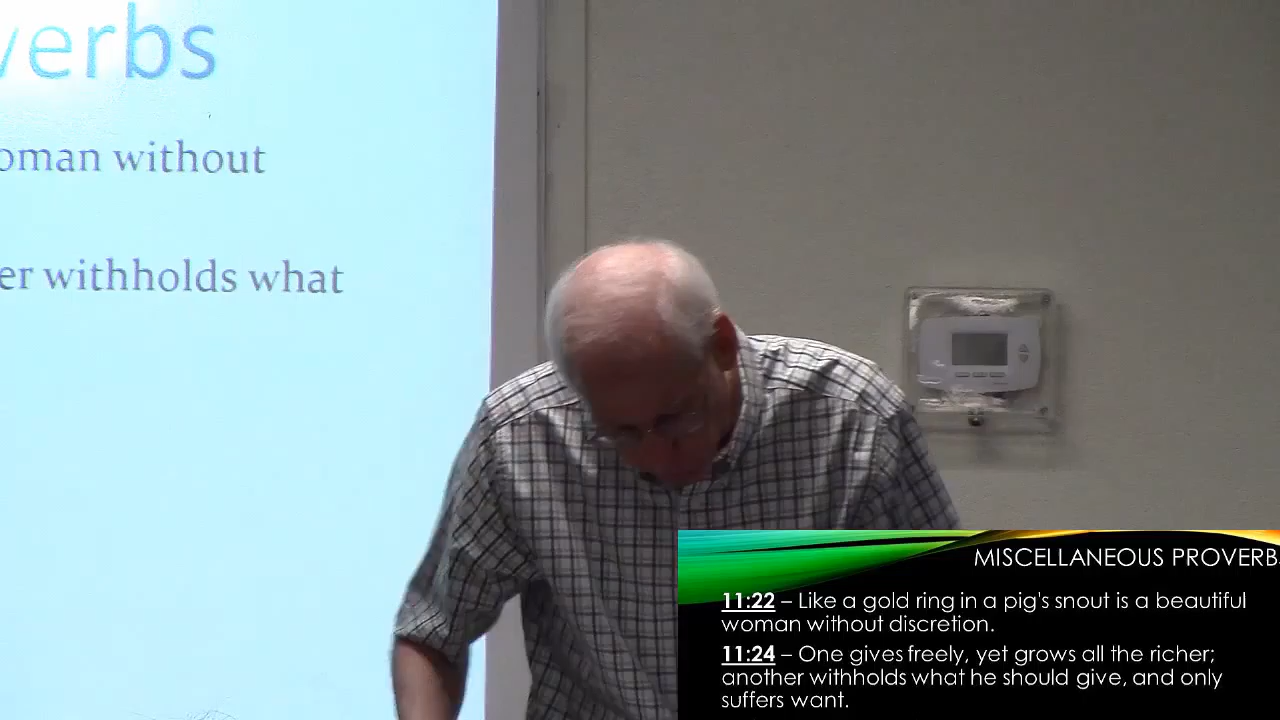 verbs
oman without
er withholds what
MISCELLANEOUS PROVERBS
11:22 – Like a gold ring in a pig's snout is a beautiful
woman without discretion.
11:24 – One gives freely, yet grows all the richer;
another withholds what he should give, and only
suffers want.